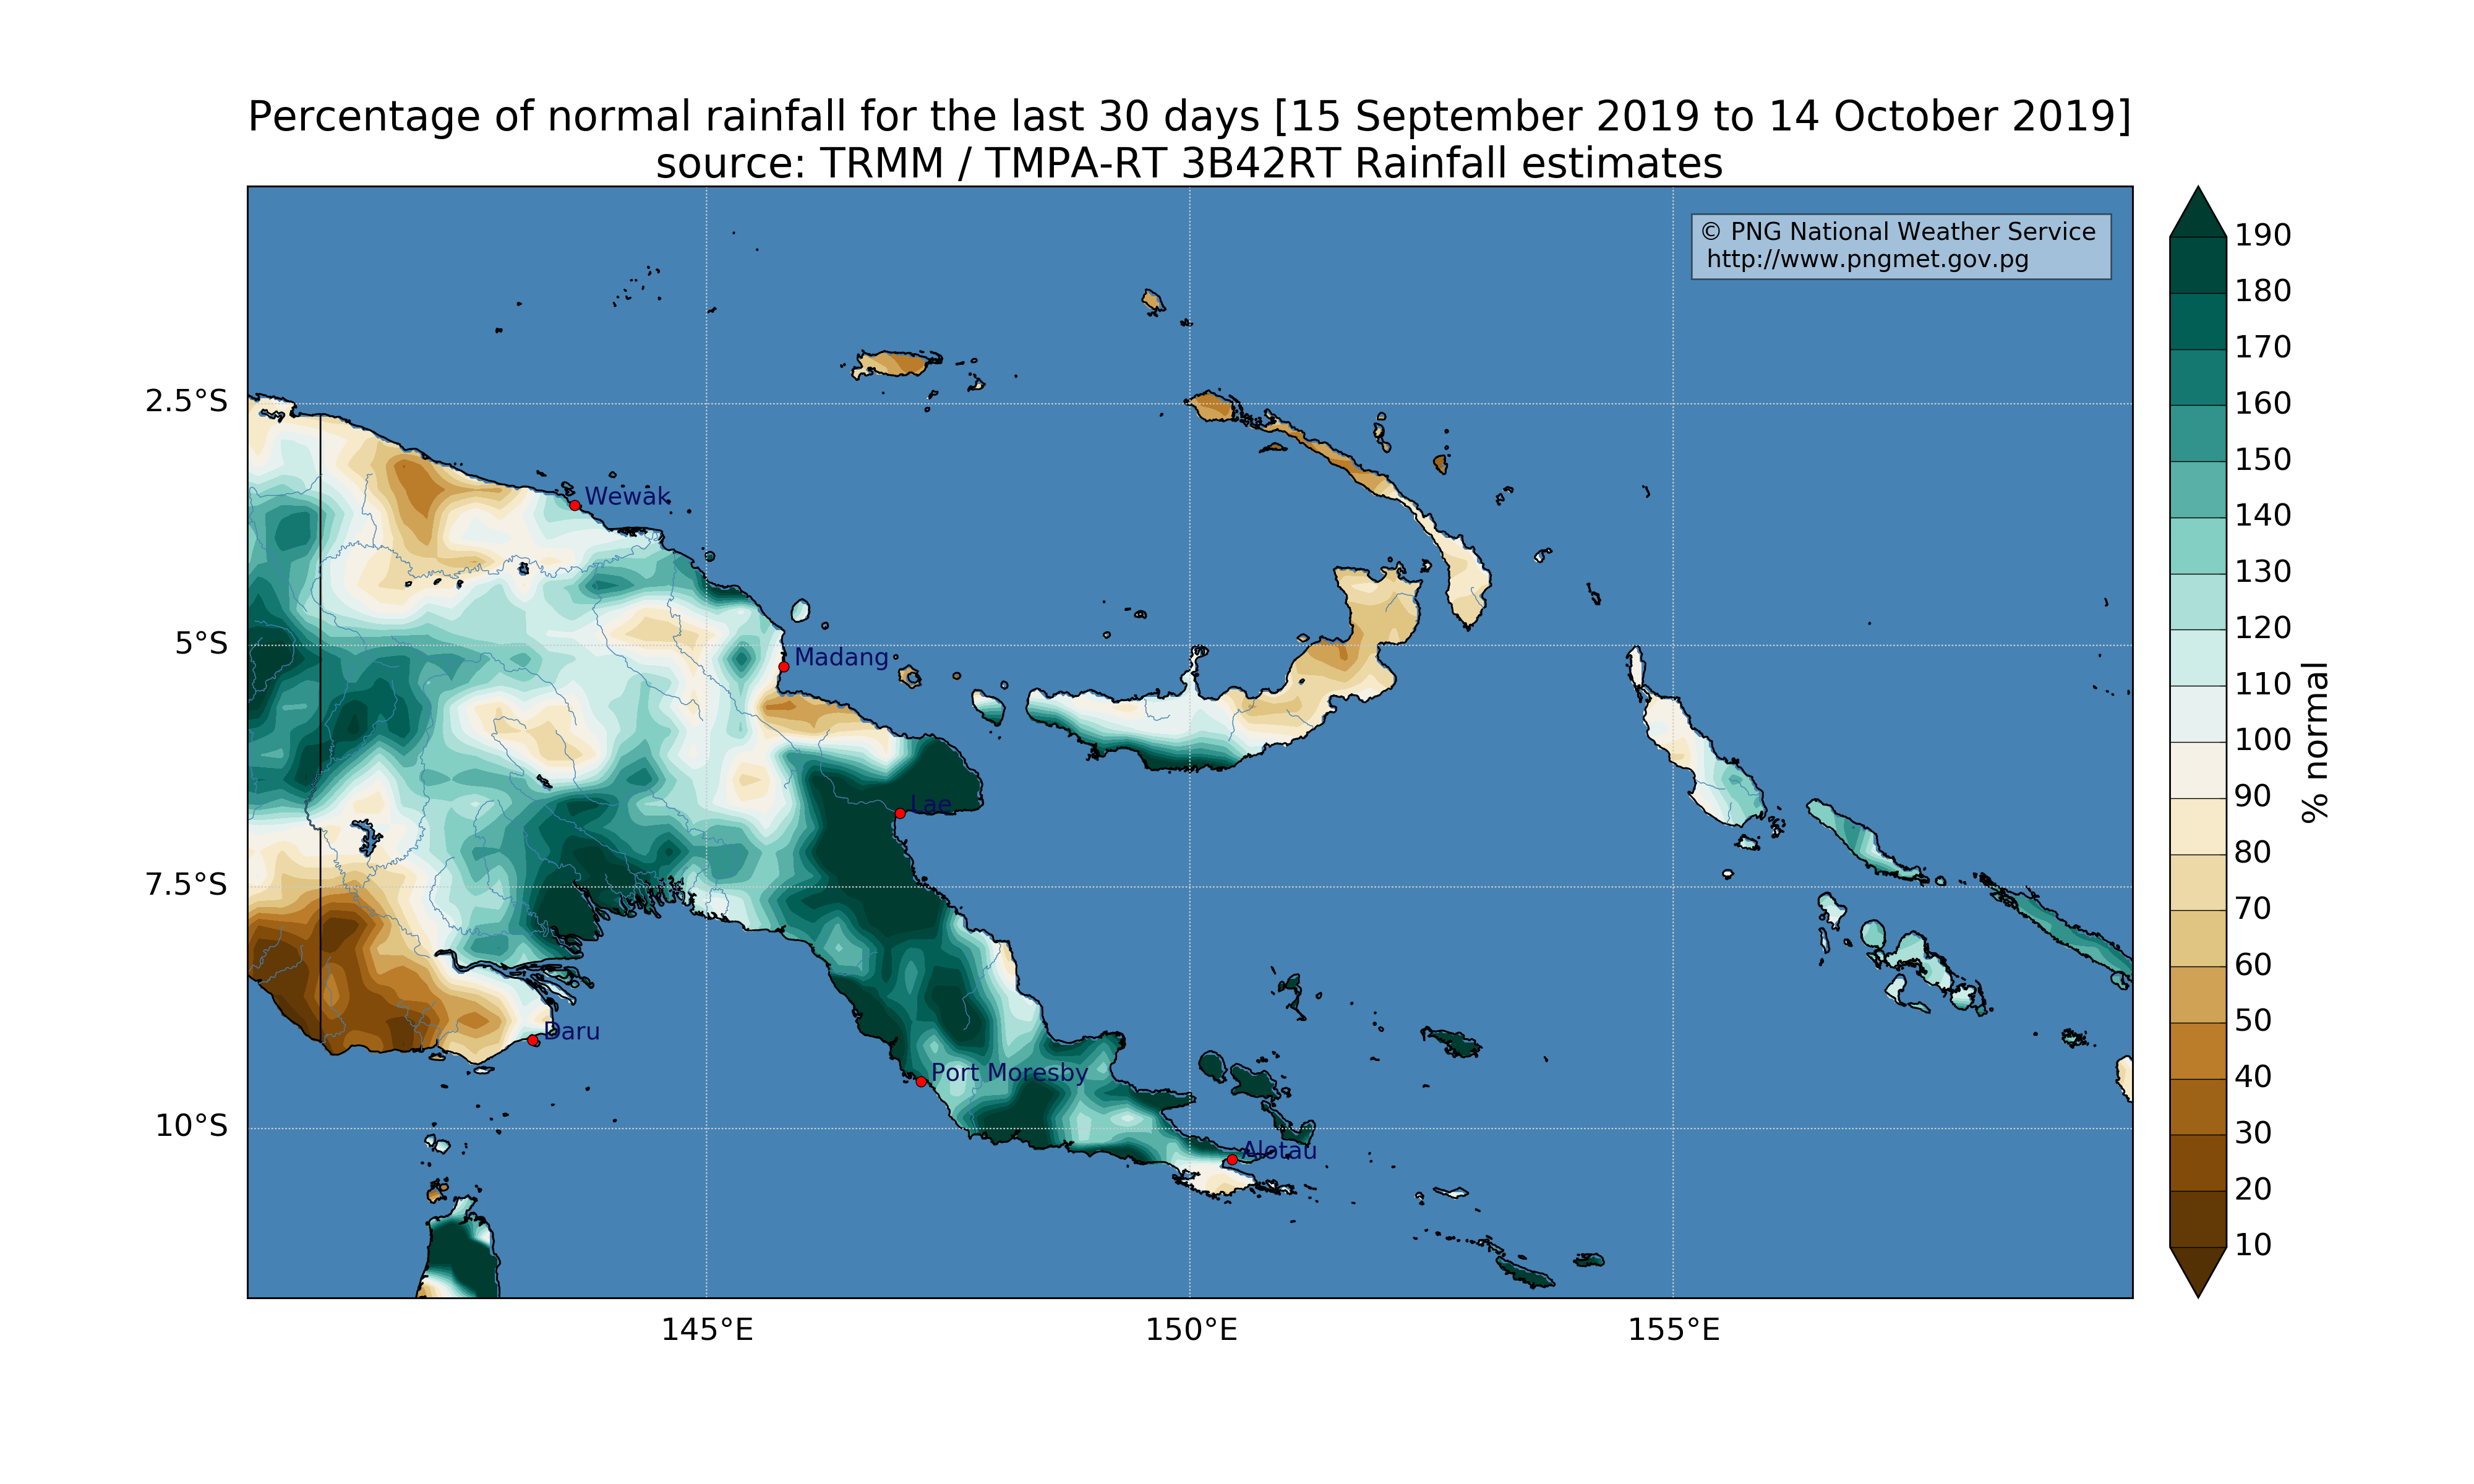 Percentage of normal rainfall for the last 30 days [15 September 2019 to 14 October 2019]
source: TRMM / TMPA-RT 3B42RT Rainfall estimates
© PNG National Weather Service
http://www.pngmet.gov.pg
2.5°S
5°S
7.5°S
10°S
145°E
150°E
155°E
Wewak
Madang
Lae
Daru
Port Moresby
Alotau
190
180
170
160
150
140
130
120
110
100
90
80
70
60
50
40
30
20
10
% normal